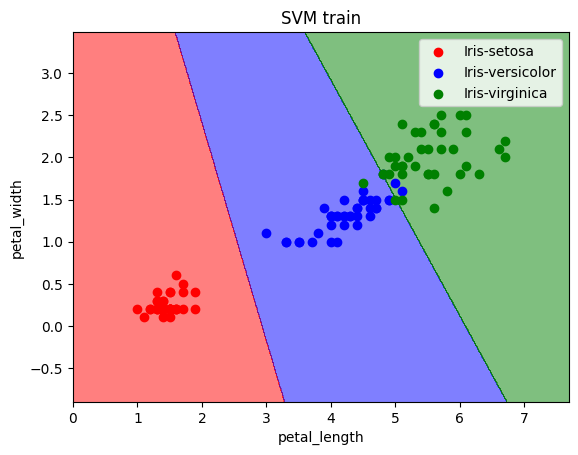 SVM train
Iris-setosa
Iris-versicolor
Iris-virginica
petal_width
3.0
2.5
2.0
1.5
1.0
0.5
0.0
−0.5
0 1 2 3 4 5 6 7
petal_length